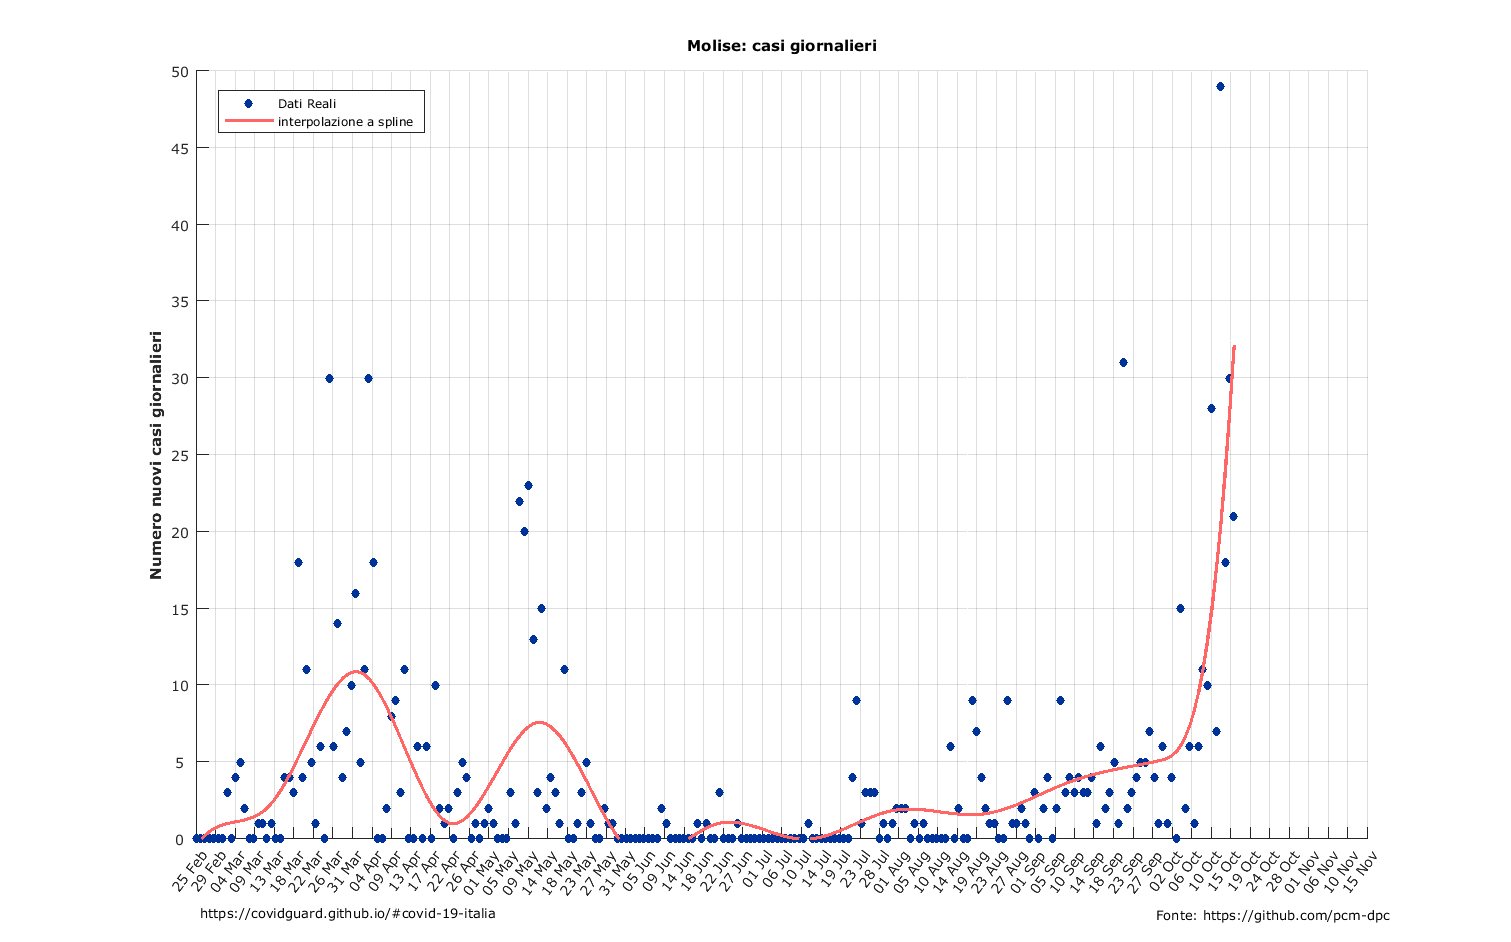 Molise: casi giornalieri
Dati Reali
interpolazione a spline
Numero nuovi casi giornalieri
50
45
40
35
30
25
20
15
10
5
0
25 Feb
29 Feb
04 Mar
09 Mar
13 Mar
18 Mar
22 Mar
26 Mar
31 Mar
04 Apr
09 Apr
13 Apr
17 Apr
22 Apr
26 Apr
01 May
05 May
09 May
14 May
18 May
23 May
27 May
31 May
05 Jun
09 Jun
14 Jun
18 Jun
22 Jun
27 Jun
01 Jul
06 Jul
10 Jul
14 Jul
19 Jul
23 Jul
28 Jul
01 Aug
05 Aug
10 Aug
14 Aug
19 Aug
23 Aug
27 Aug
01 Sep
05 Sep
10 Sep
14 Sep
18 Sep
23 Sep
27 Sep
02 Oct
06 Oct
10 Oct
15 Oct
19 Oct
24 Oct
28 Oct
01 Nov
06 Nov
10 Nov
15 Nov
https://covidguard.github.io/#covid-19-italia
Fonte: https://github.com/pcm-dpc